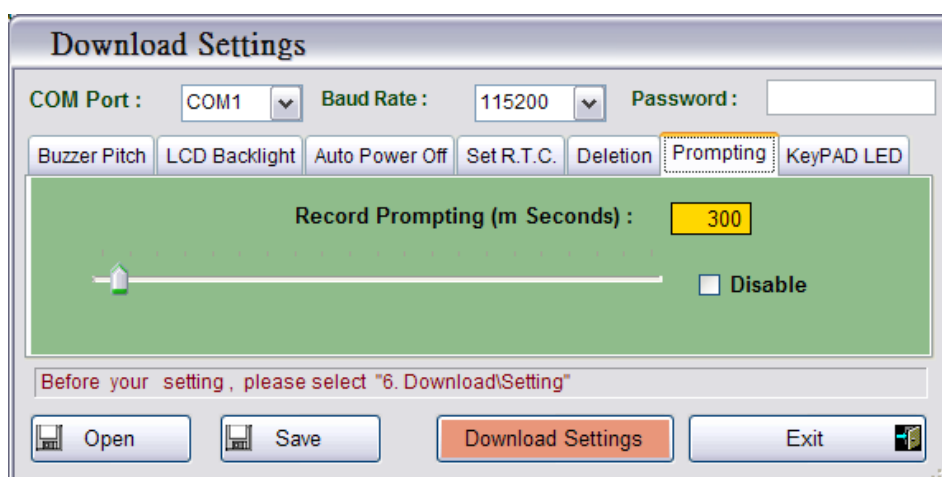 Download Settings
COM Port : COM1 Baud Rate : 115200 Password :
Buzzer Pitch LCD Backlight Auto Power Off Set R.T.C. Deletion Prompting KeyPAD LED
Record Prompting (m Seconds) : 300
Disable
Before your setting , please select "6. Download\Setting"
Open Save Download Settings Exit